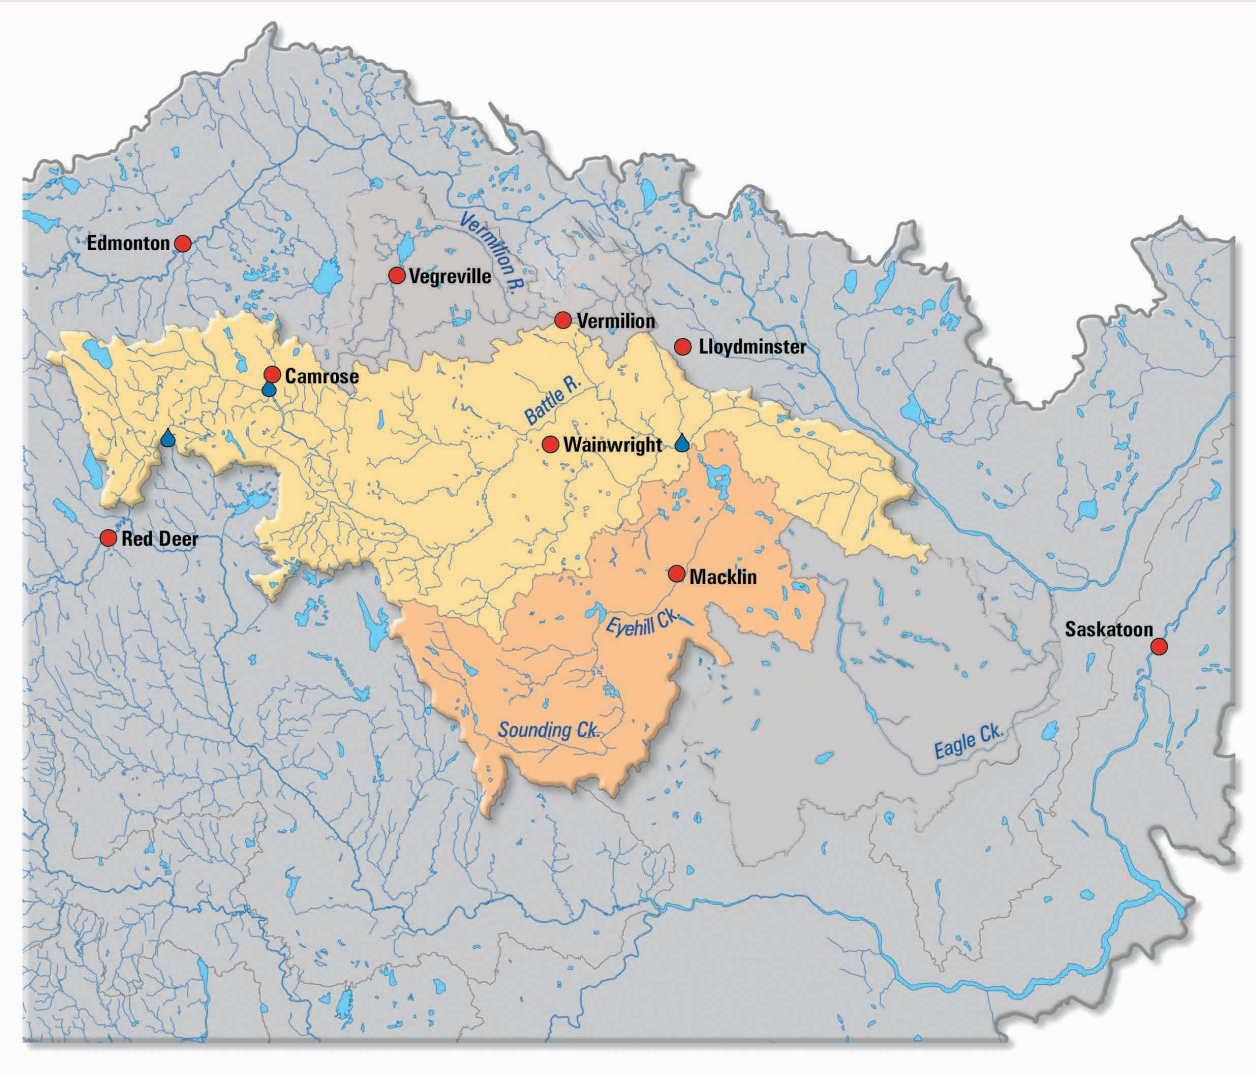 Vermilion R.
Edmonton
Vegreville
Vermilion
Lloydminster
Camrose
Battle R.
Wainwright
Red Deer
Macklin
Eyehill Ck.
Saskatoon
Sounding Ck.
Eagle Ck.